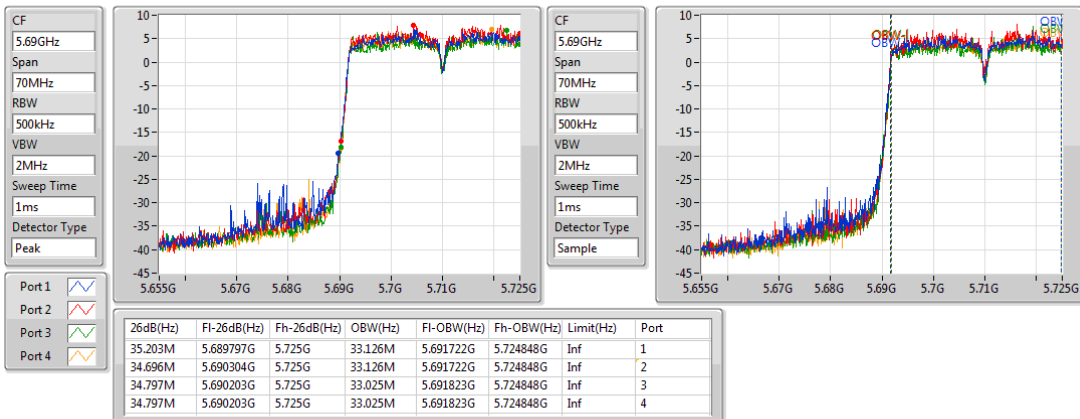 CF
5.69GHz
Span
70MHz
RBW
500kHz
VBW
2MHz
Sweep Time
1ms
Detector Type
Peak
10
5
0
-5
-10
-15
-20
-25
-30
-35
-40
-45
5.655G 5.67G 5.68G 5.69G 5.7G 5.71G 5.725G
CF
5.69GHz
Span
70MHz
RBW
500kHz
VBW
2MHz
Sweep Time
1ms
Detector Type
Sample
10
5
0
-5
-10
-15
-20
-25
-30
-35
-40
-45
OBW
OBW
OBW
5.655G 5.67G 5.68G 5.69G 5.7G 5.71G 5.725G
Port 1
Port 2
Port 3
Port 4
26dB(Hz) Fl-26dB(Hz) Fh-26dB(Hz) OBW(Hz) Fl-OBW(Hz) Fh-OBW(Hz) Limit(Hz) Port
35.203M 5.689797G 5.725G 33.126M 5.691722G 5.724848G Inf 1
34.696M 5.690304G 5.725G 33.126M 5.691722G 5.724848G Inf 2
34.797M 5.690203G 5.725G 33.025M 5.691823G 5.724848G Inf 3
34.797M 5.690203G 5.725G 33.025M 5.691823G 5.724848G Inf 4